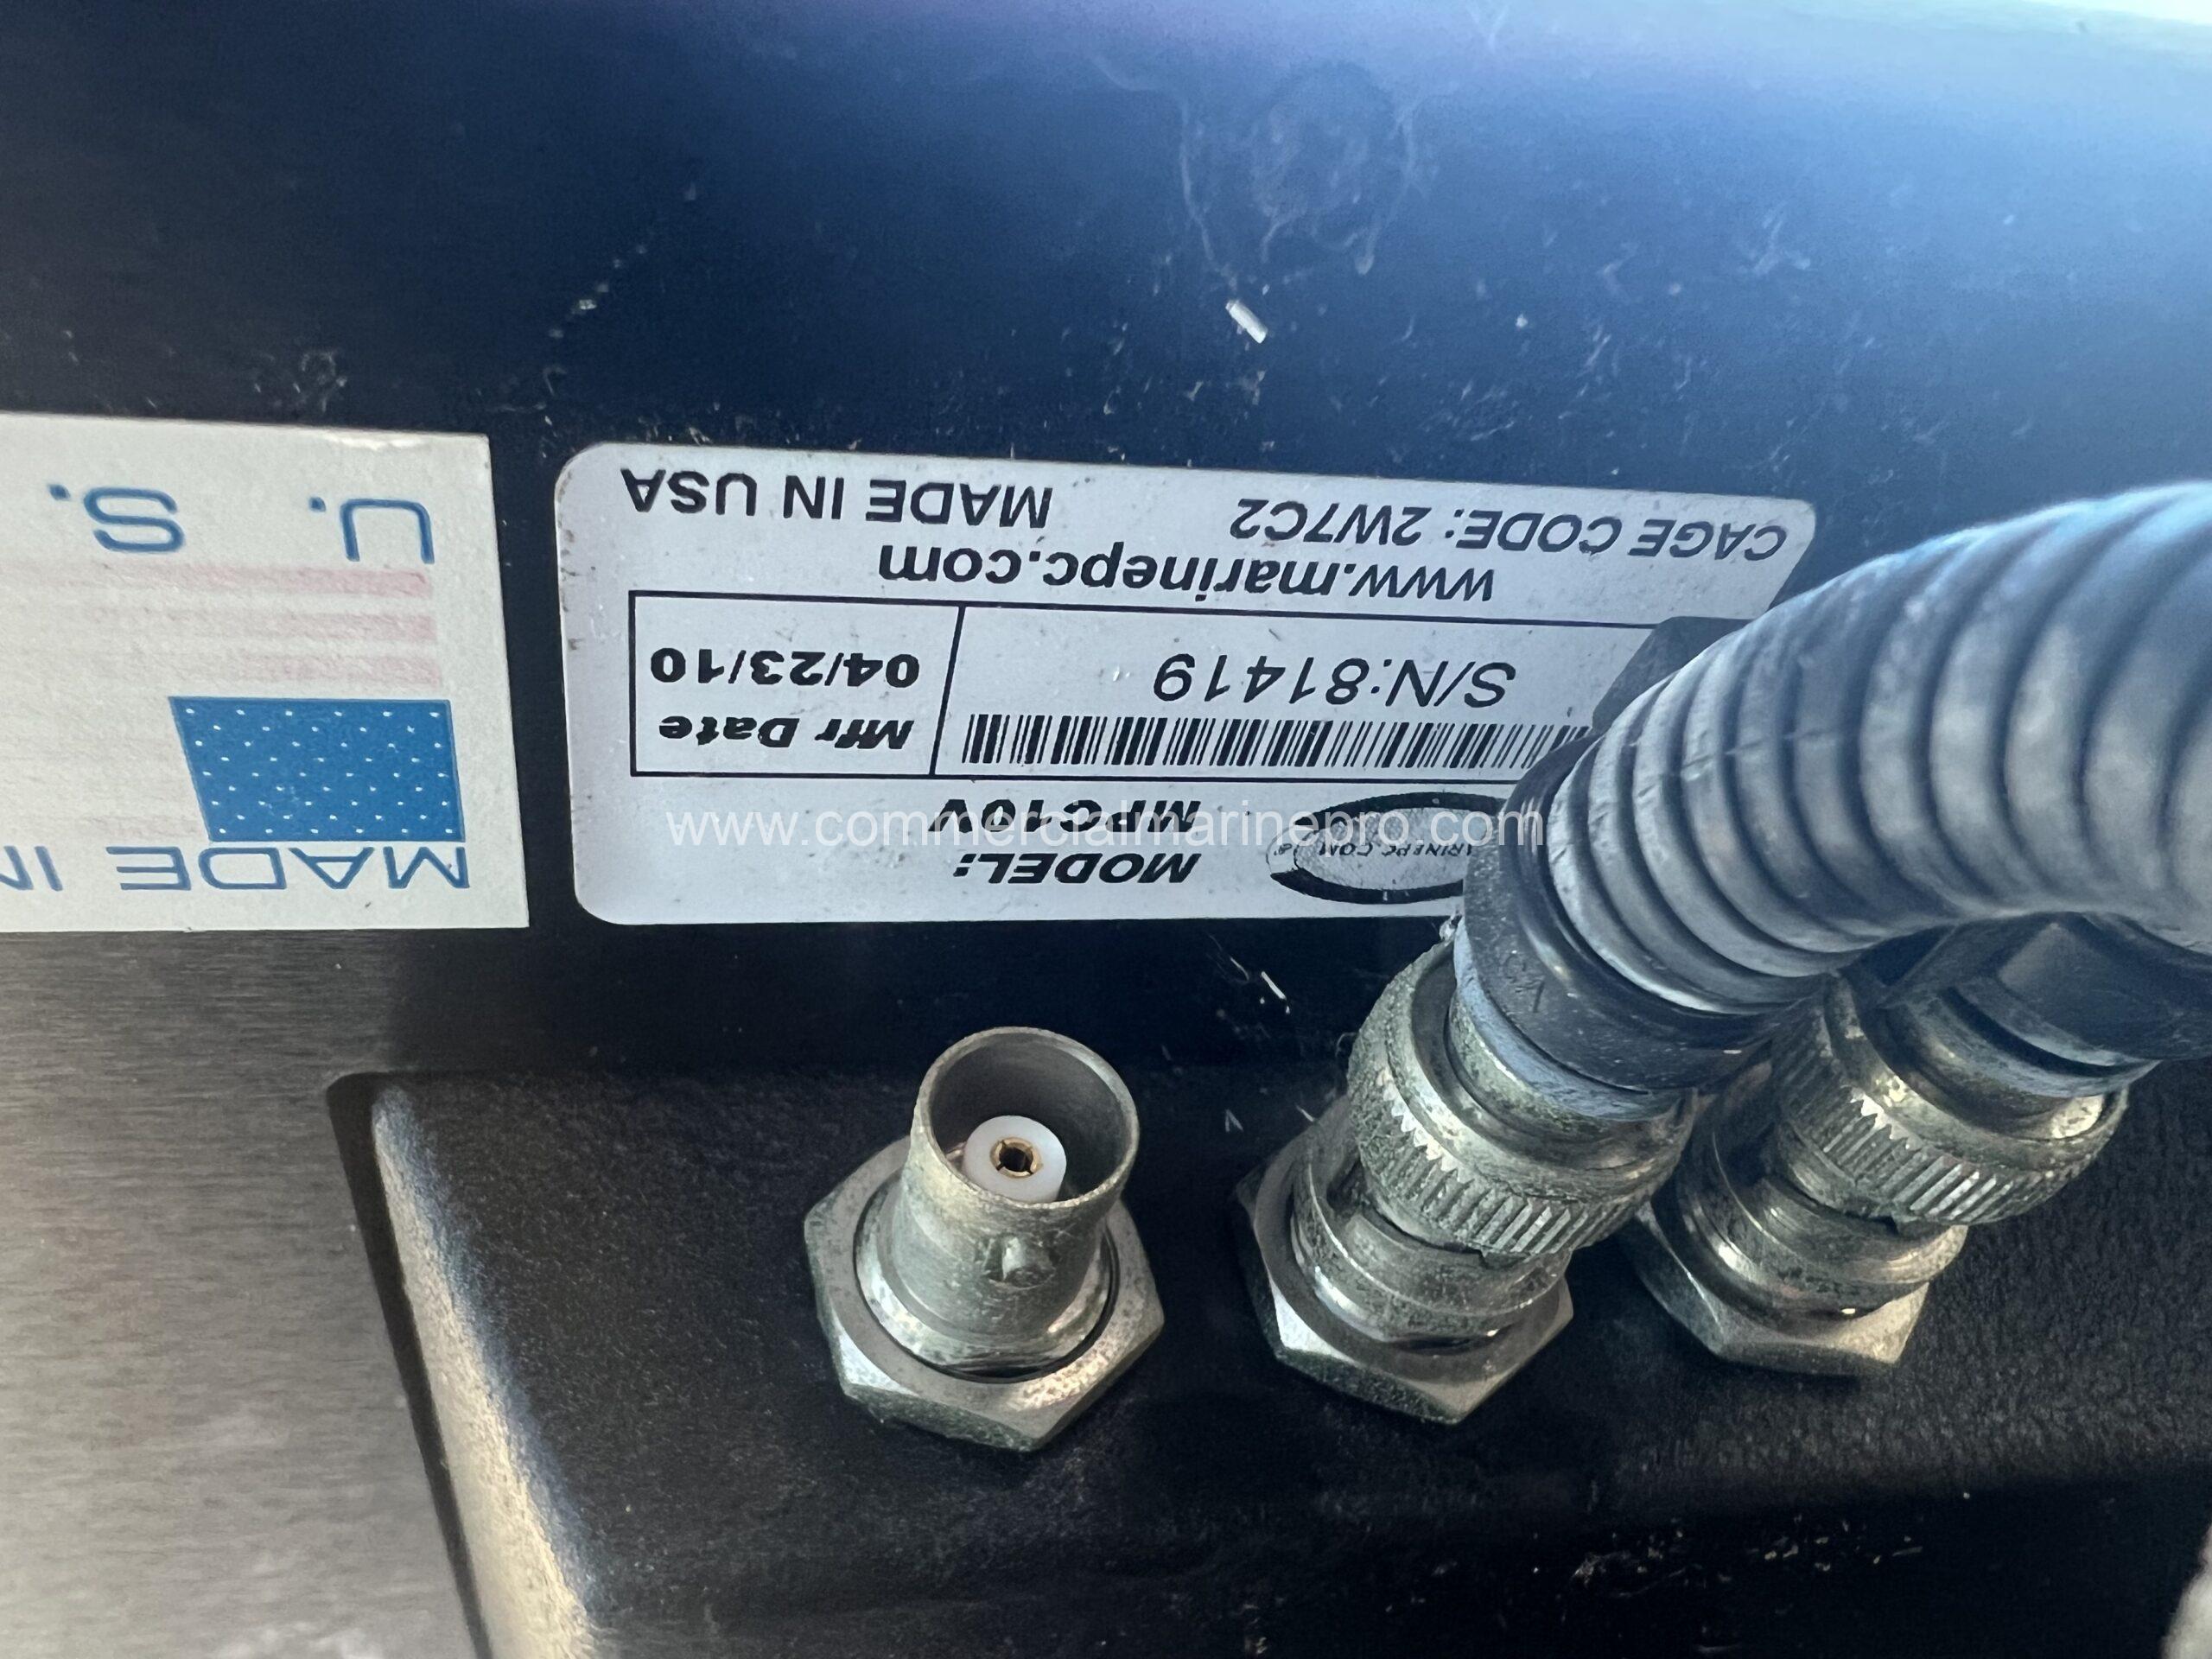 MODEL:
MPC10V
S/N:81419
Mfr Date
04/23/10
www.marinepc.com
CAGE CODE: 2W7C2
MADE IN USA
MADE IN
U. S.
www.commercialmarinepro.com